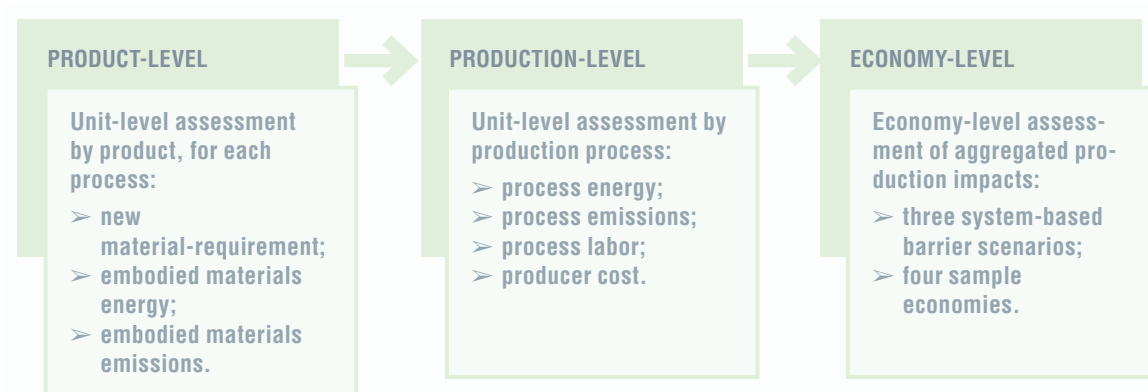 PRODUCT-LEVEL
Unit-level assessment
by product, for each
process:
➢ new
material-requirement;
➢ embodied materials
energy;
➢ embodied materials
emissions.
PRODUCTION-LEVEL
Unit-level assessment by
production process:
➢ process energy;
➢ process emissions;
➢ process labor;
➢ producer cost.
ECONOMY-LEVEL
Economy-level assess-
ment of aggregated pro-
duction impacts:
➢ three system-based
barrier scenarios;
➢ four sample
economies.